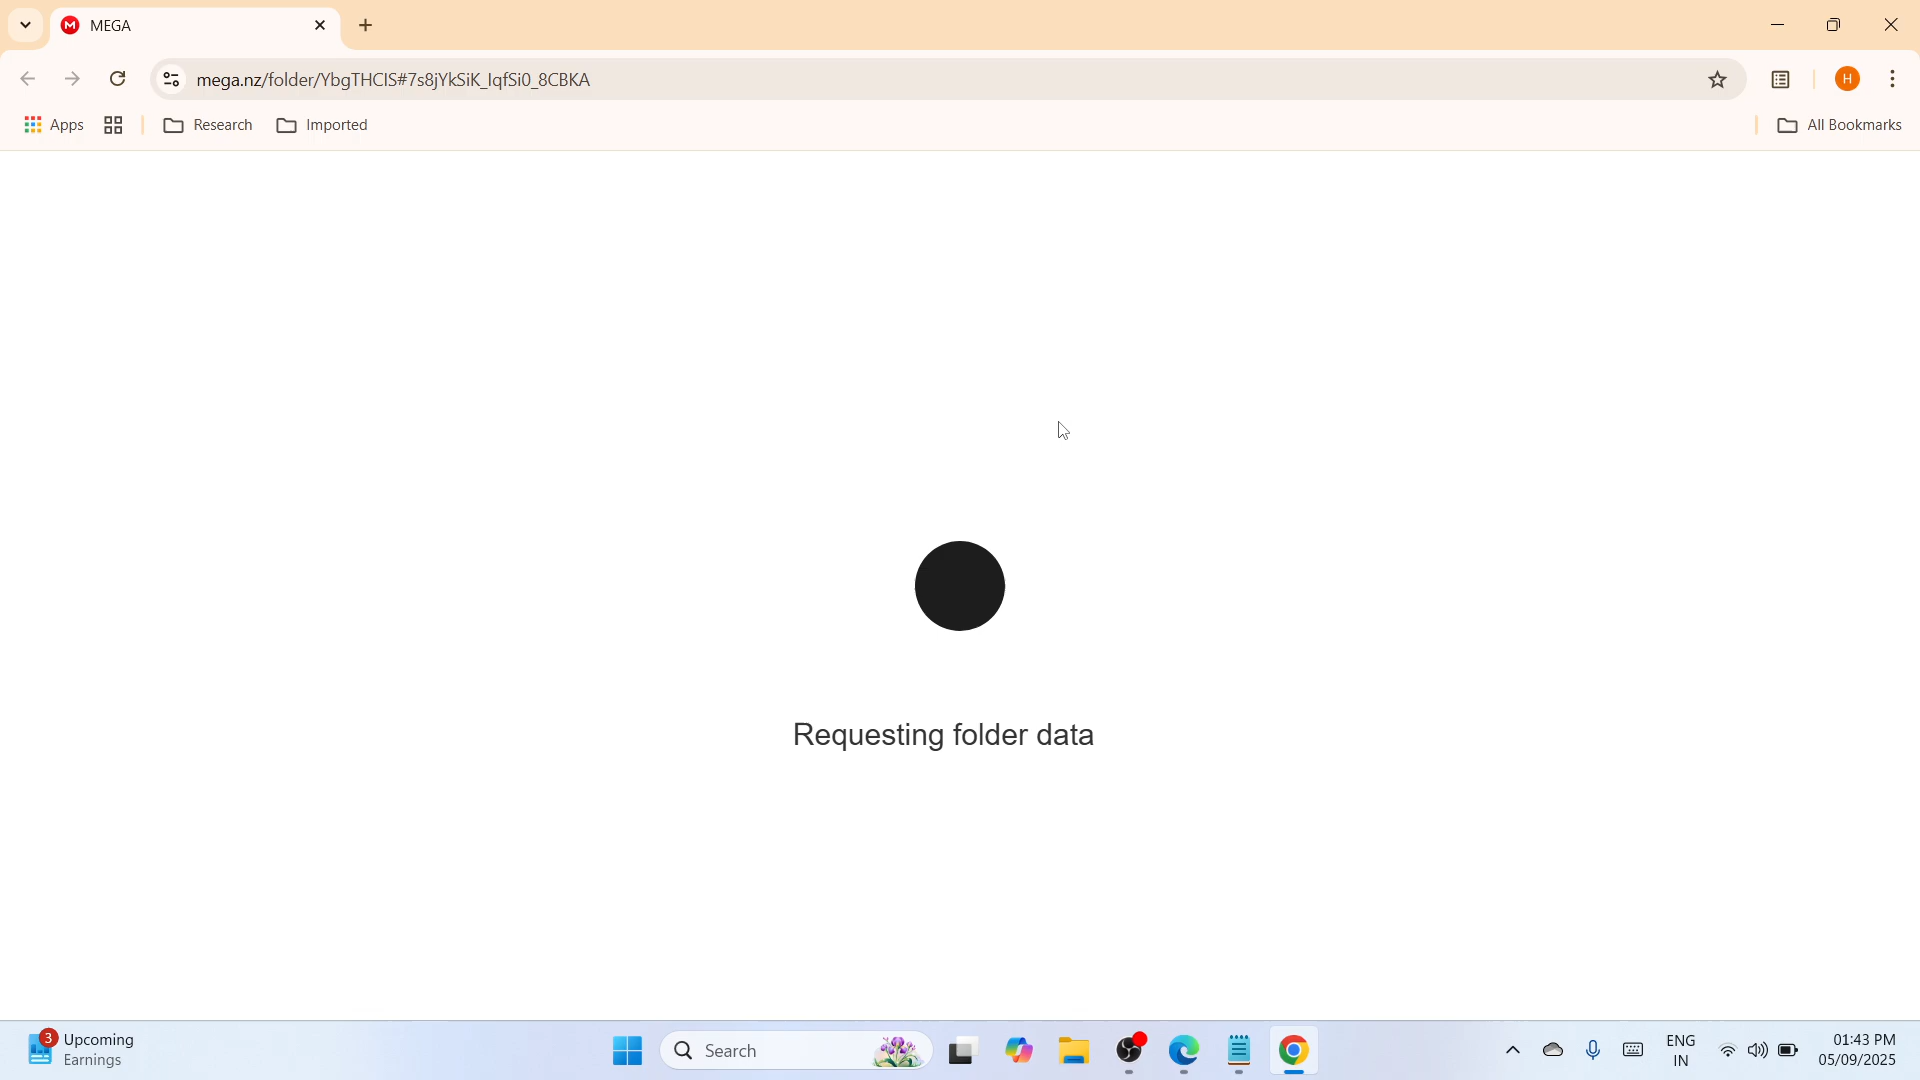 MEGA
mega.nz/folder/YbgTHCIS#7s8jYkSiK_IqfSi0_8CBKA
H
Apps
Research
Imported
All Bookmarks
Requesting folder data
3
Upcoming
Earnings
Search
ENG
IN
01:43 PM
05/09/2025